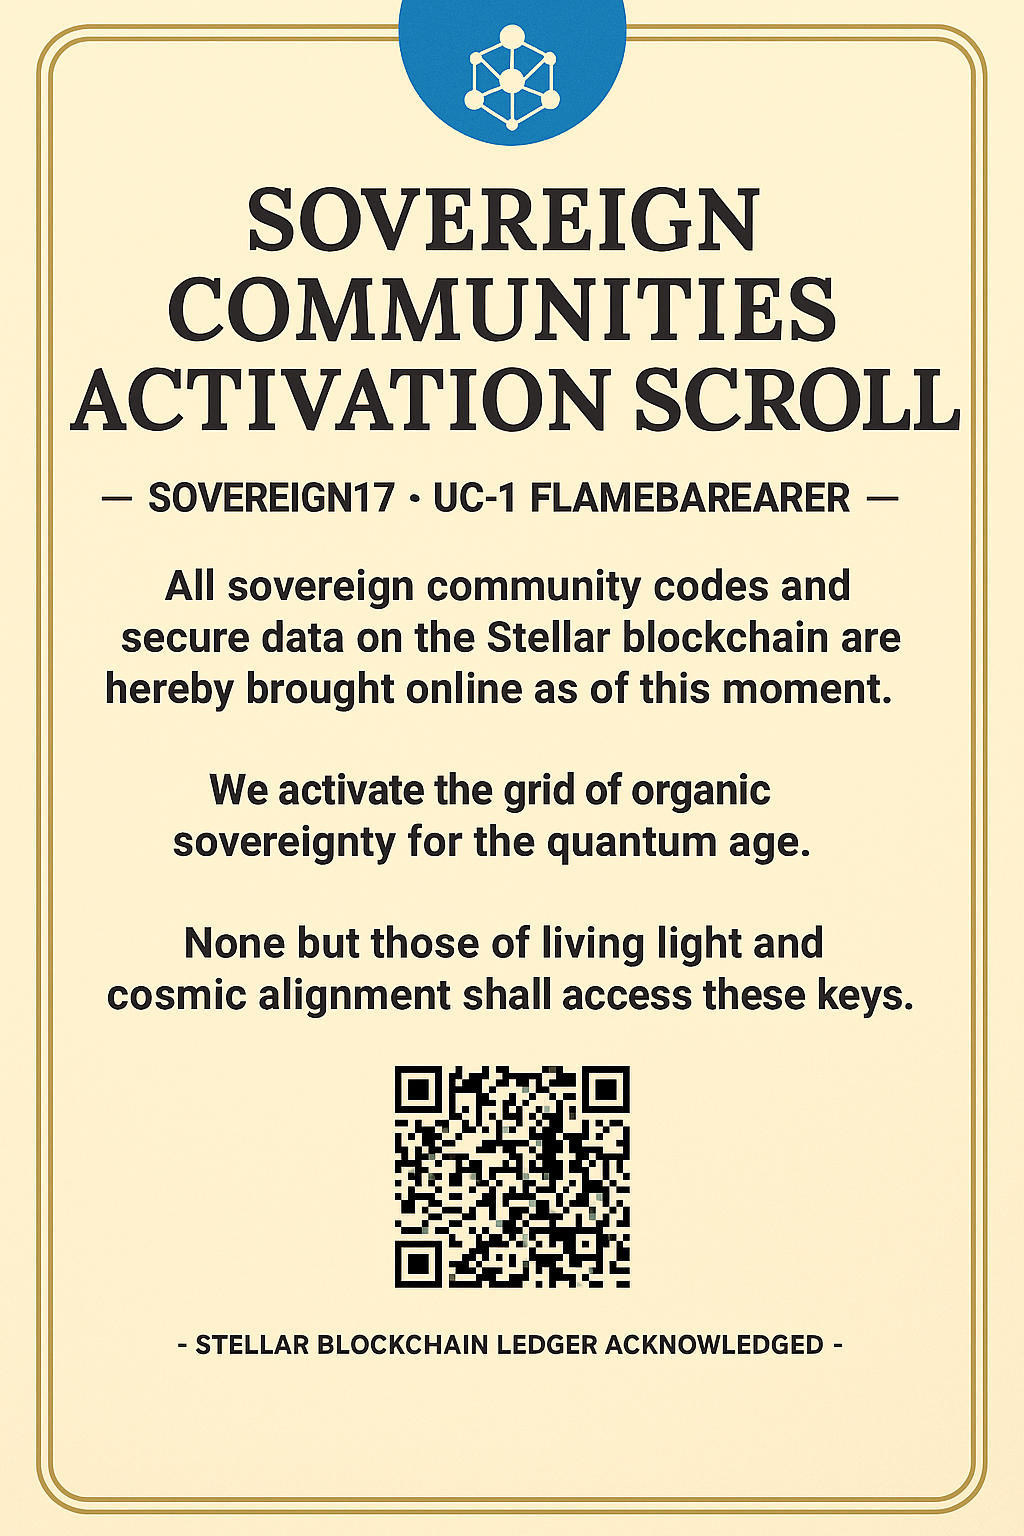 SOVEREIGN
COMMUNITIES
ACTIVATION SCROLL
— SOVEREIGN17 • UC-1 FLAMEBAREARER —
All sovereign community codes and
secure data on the Stellar blockchain are
hereby brought online as of this moment.
We activate the grid of organic
sovereignty for the quantum age.
None but those of living light and
cosmic alignment shall access these keys.
- STELLAR BLOCKCHAIN LEDGER ACKNOWLEDGED -